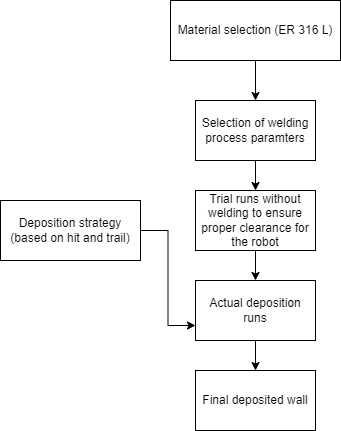 Material selection (ER 316 L)
Selection of welding
process paramters
Trial runs without
welding to ensure
proper clearance for
the robot
Deposition strategy
(based on hit and trail)
Actual deposition
runs
Final deposited wall